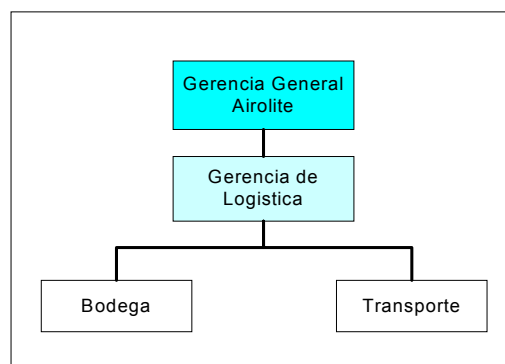 Gerencia General
Airolite
Gerencia de
Logistica
Bodega
Transporte